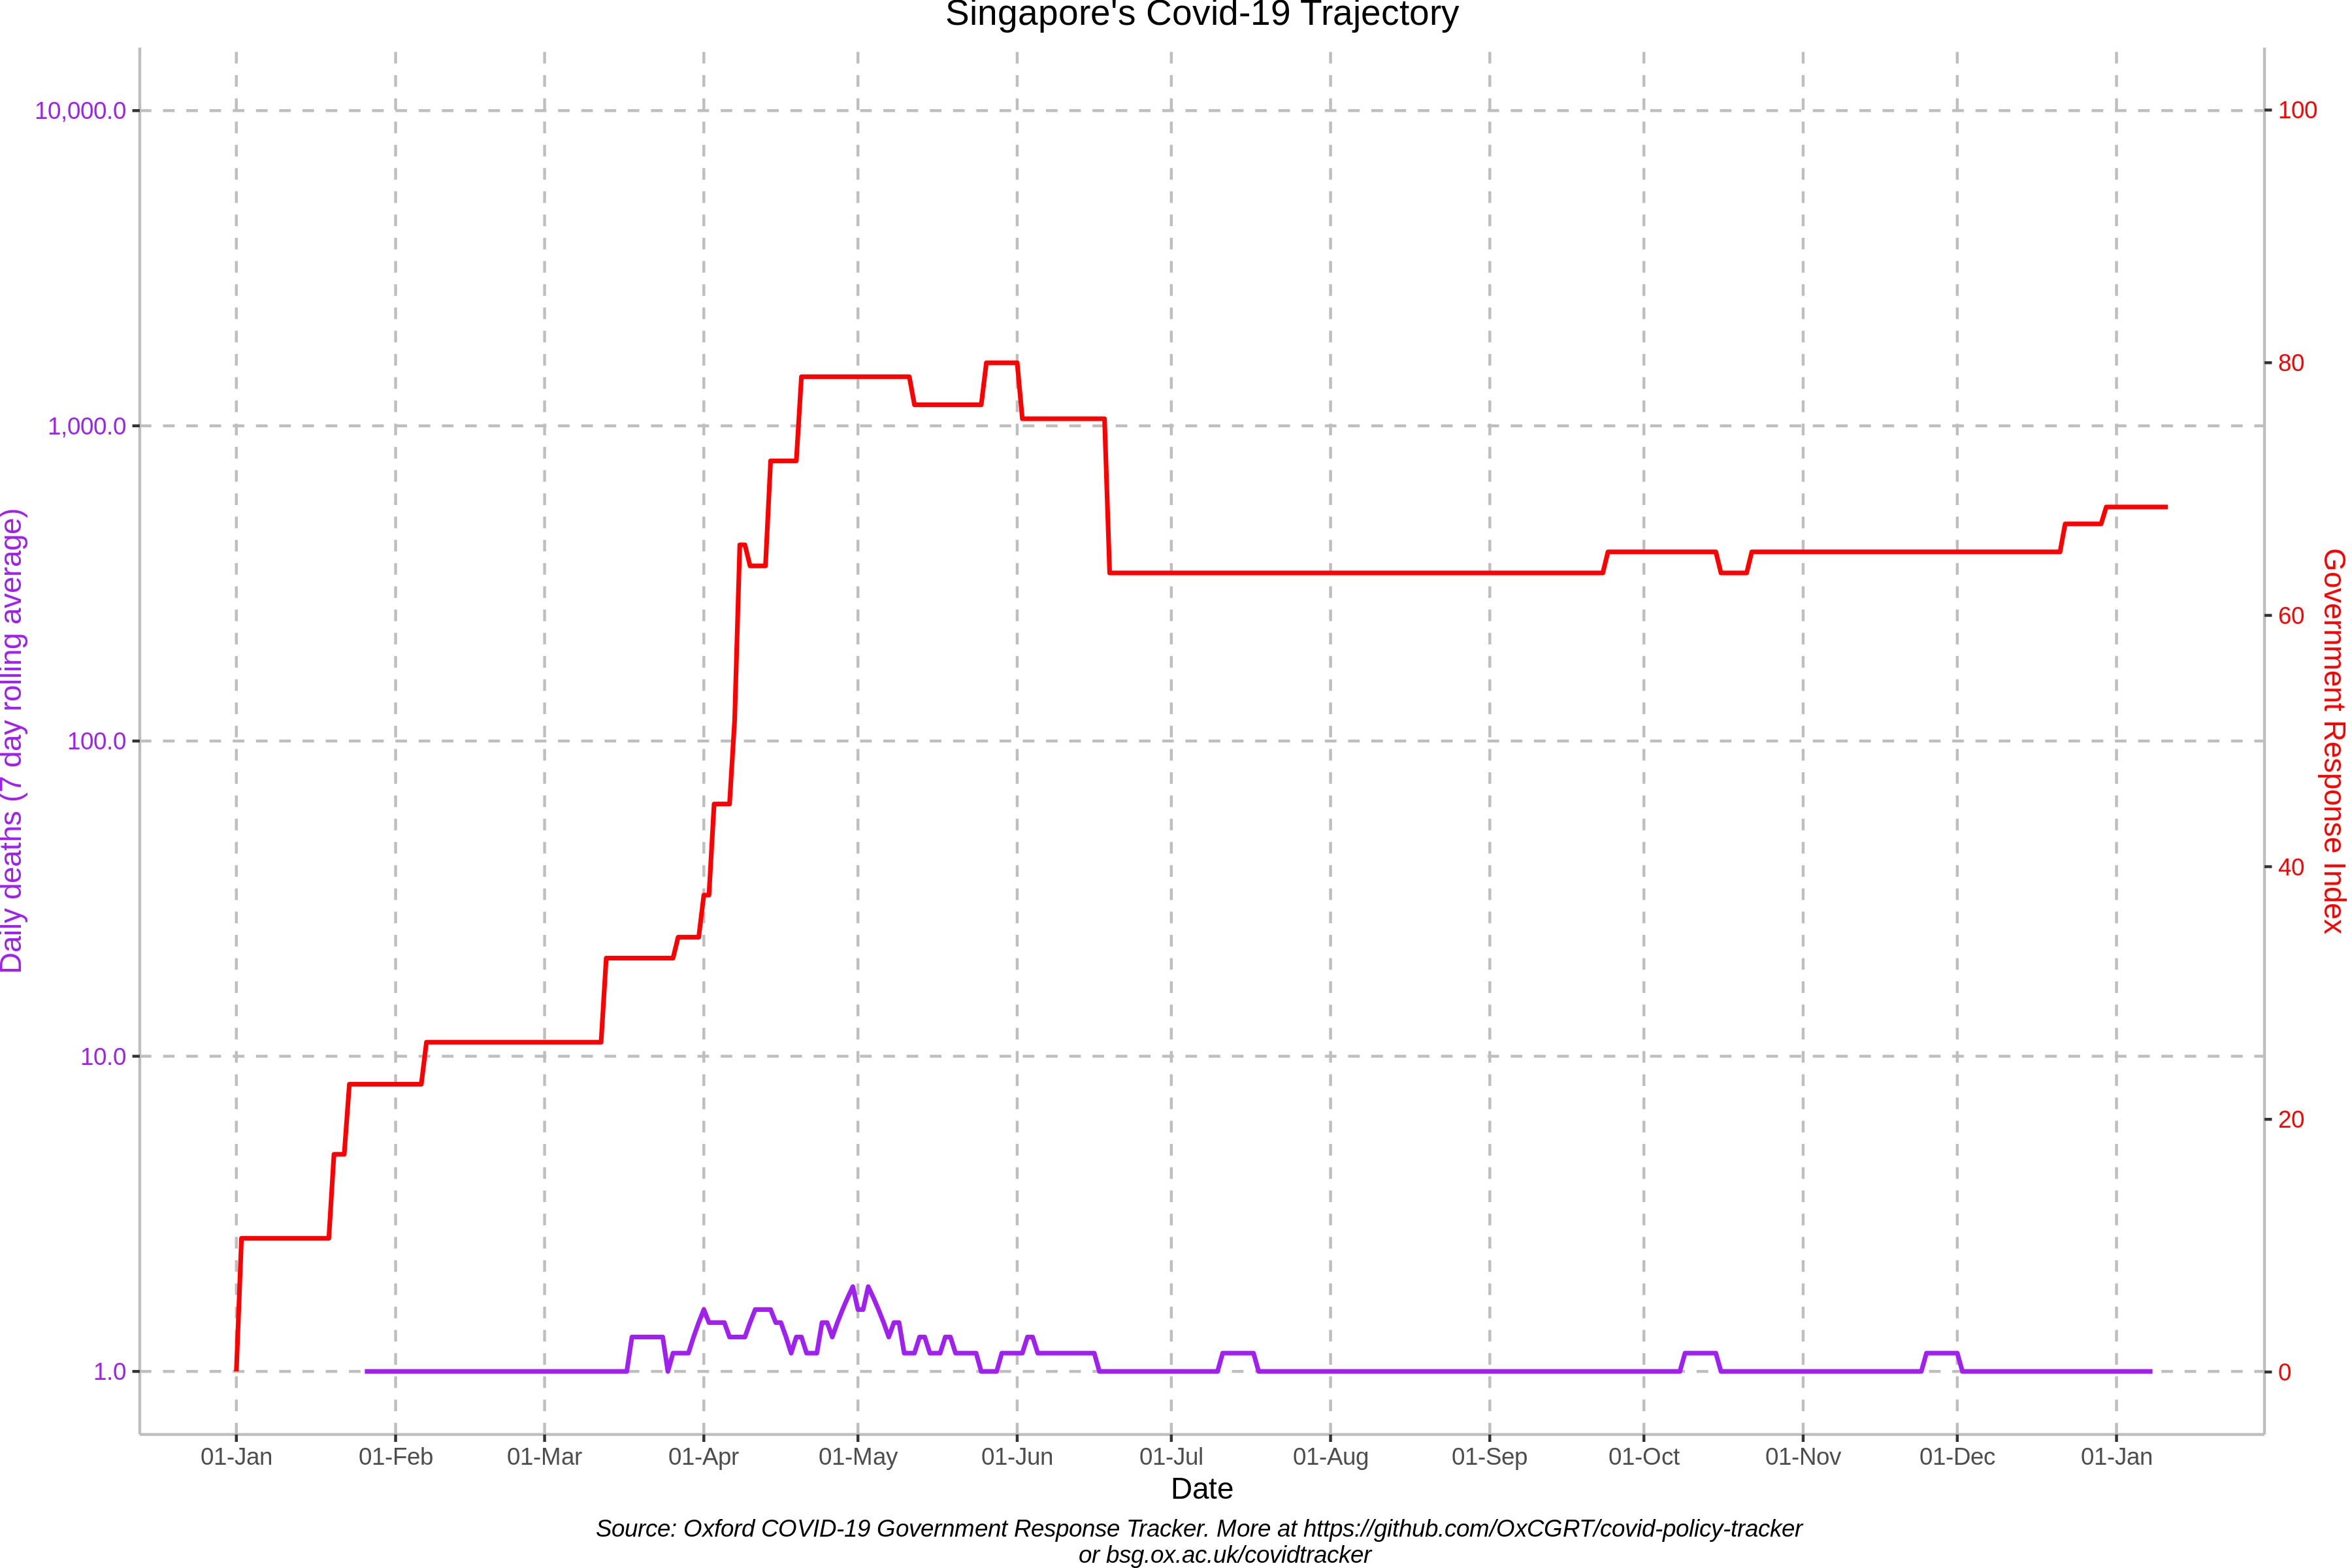 Singapore's Covid-19 Trajectory
10,000.0
1,000.0
100.0
10.0
1.0
Daily deaths (7 day rolling average)
100
80
60
40
20
0
Government Response Index
01-Jan 01-Feb 01-Mar 01-Apr 01-May 01-Jun 01-Jul 01-Aug 01-Sep 01-Oct 01-Nov 01-Dec 01-Jan
Date
Source: Oxford COVID-19 Government Response Tracker. More at https://github.com/OxCGRT/covid-policy-tracker
or bsg.ox.ac.uk/covidtracker